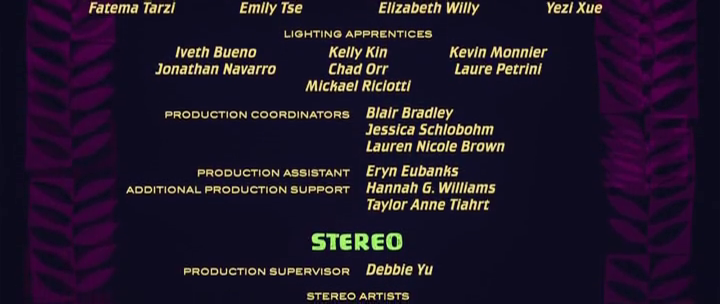 Fatema Tarzi Emily Tse Elizabeth Willy Yezi Xue
LIGHTING APPRENTICES
Iveth Bueno Kelly Kin Kevin Monnier
Jonathan Navarro Chad Orr Laure Petrini
Mickael Riciotti
PRODUCTION COORDINATORS Blair Bradley
Jessica Schlobohm
Lauren Nicole Brown
PRODUCTION ASSISTANT Eryn Eubanks
ADDITIONAL PRODUCTION SUPPORT Hannah G. Williams
Taylor Anne Tiahrt
STEREO
PRODUCTION SUPERVISOR Debbie Yu
STEREO ARTISTS